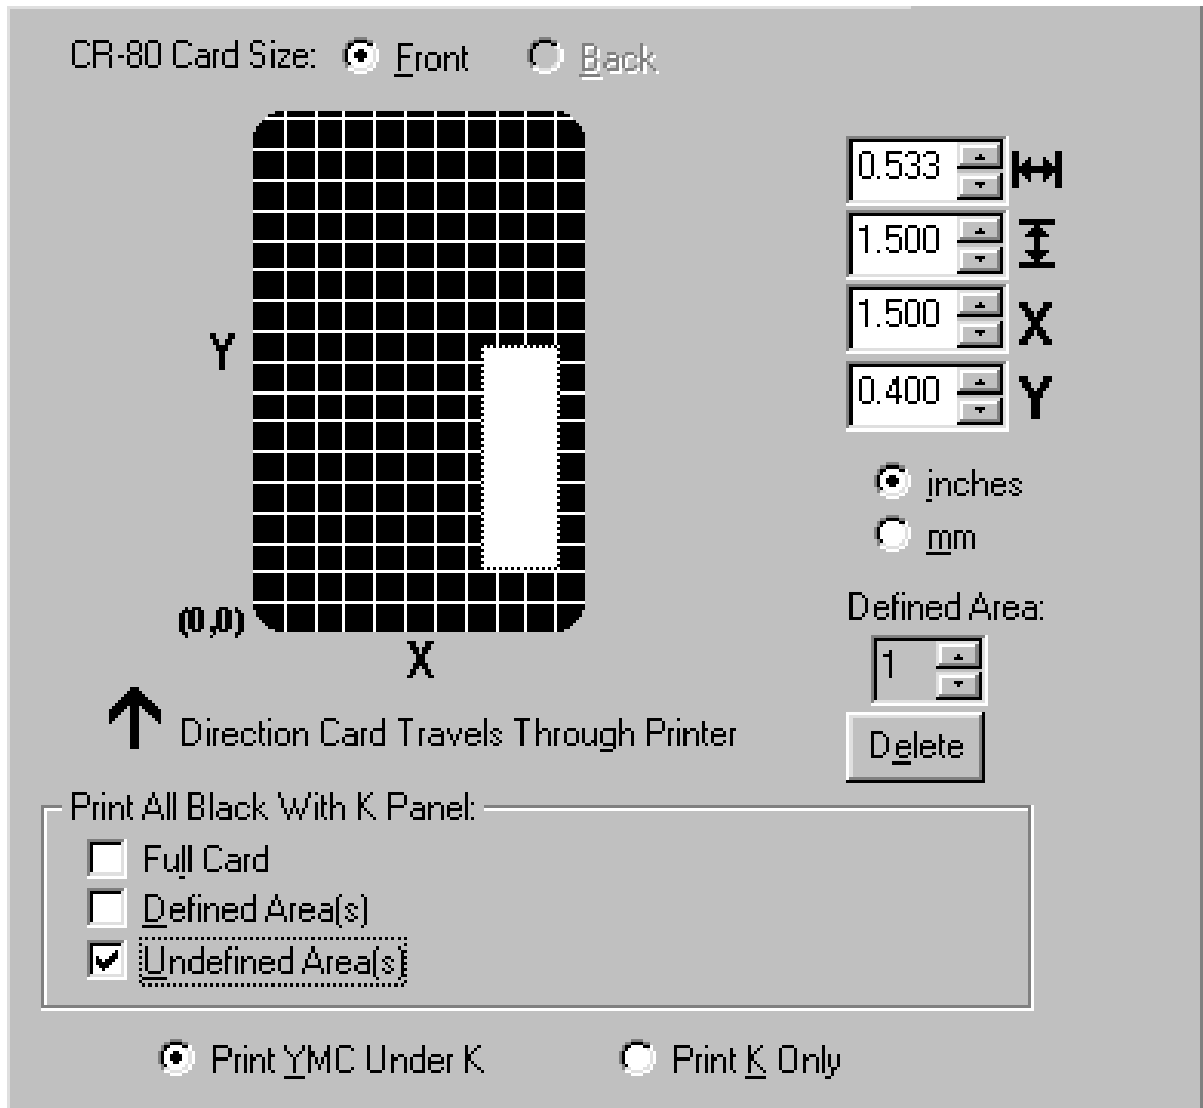 CR-80 Card Size: Front Back
0.533
1.500
1.500 X
Y
0.400 Y
inches
mm
(0,0)
X
Defined Area:
1
Direction Card Travels Through Printer
Delete
Print All Black With K Panel:
Full Card
Defined Area(s)
Undefined Area(s)
Print YMC Under K Print K Only